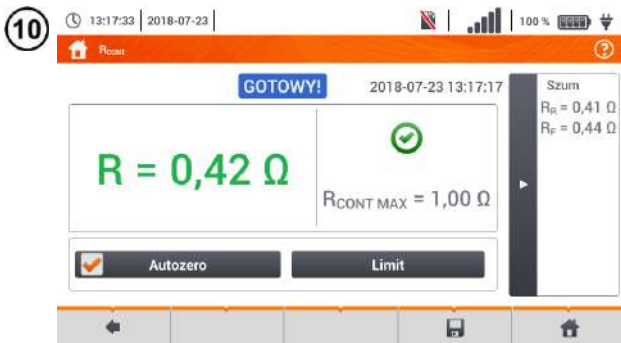 10
13:17:33 2018-07-23 100 %
RCONT
GOTOWY! 2018-07-23 13:17:17
Szum
RR = 0,41 Ω
RF = 0,44 Ω
R = 0,42 Ω
RCONT MAX = 1,00 Ω
Autozero Limit